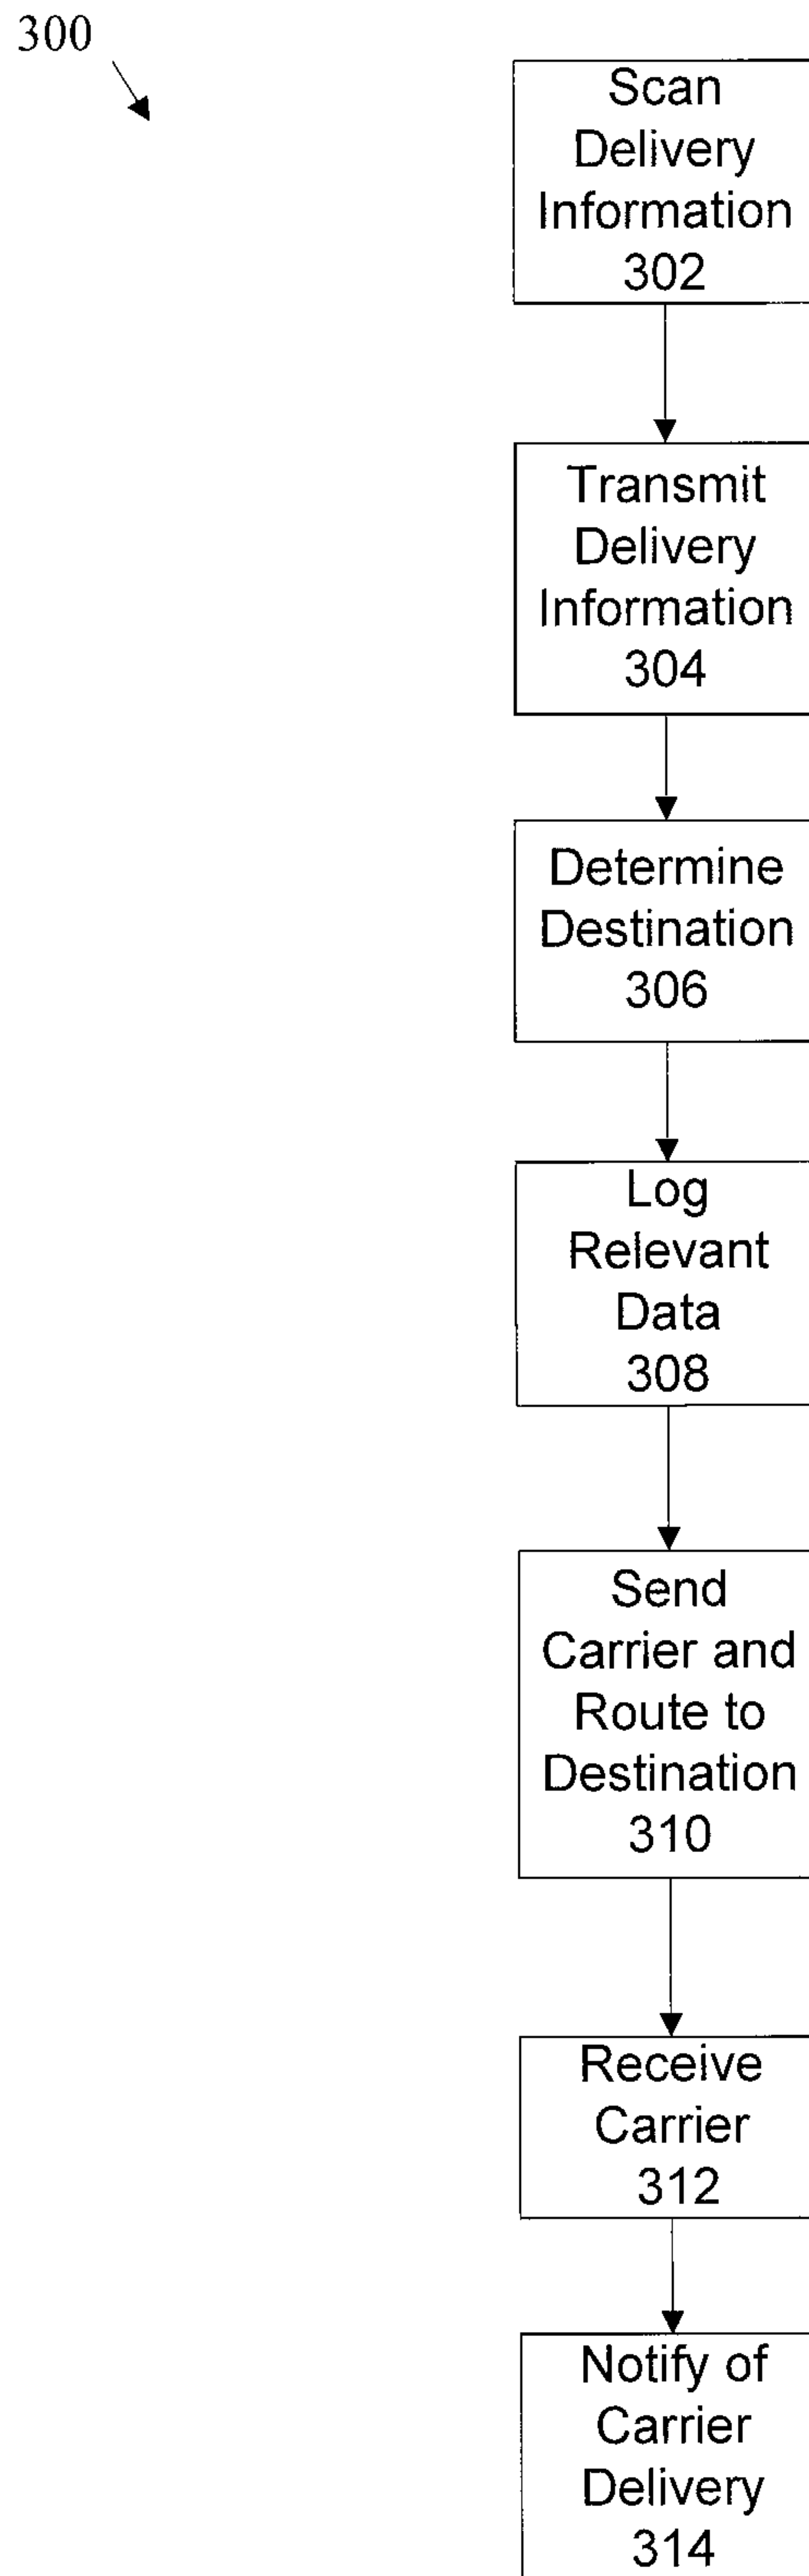 300
Scan
Delivery
Information
302
Transmit
Delivery
Information
304
Determine
Destination
306
Log
Relevant
Data
308
Send
Carrier and
Route to
Destination
310
Receive
Carrier
312
Notify of
Carrier
Delivery
314